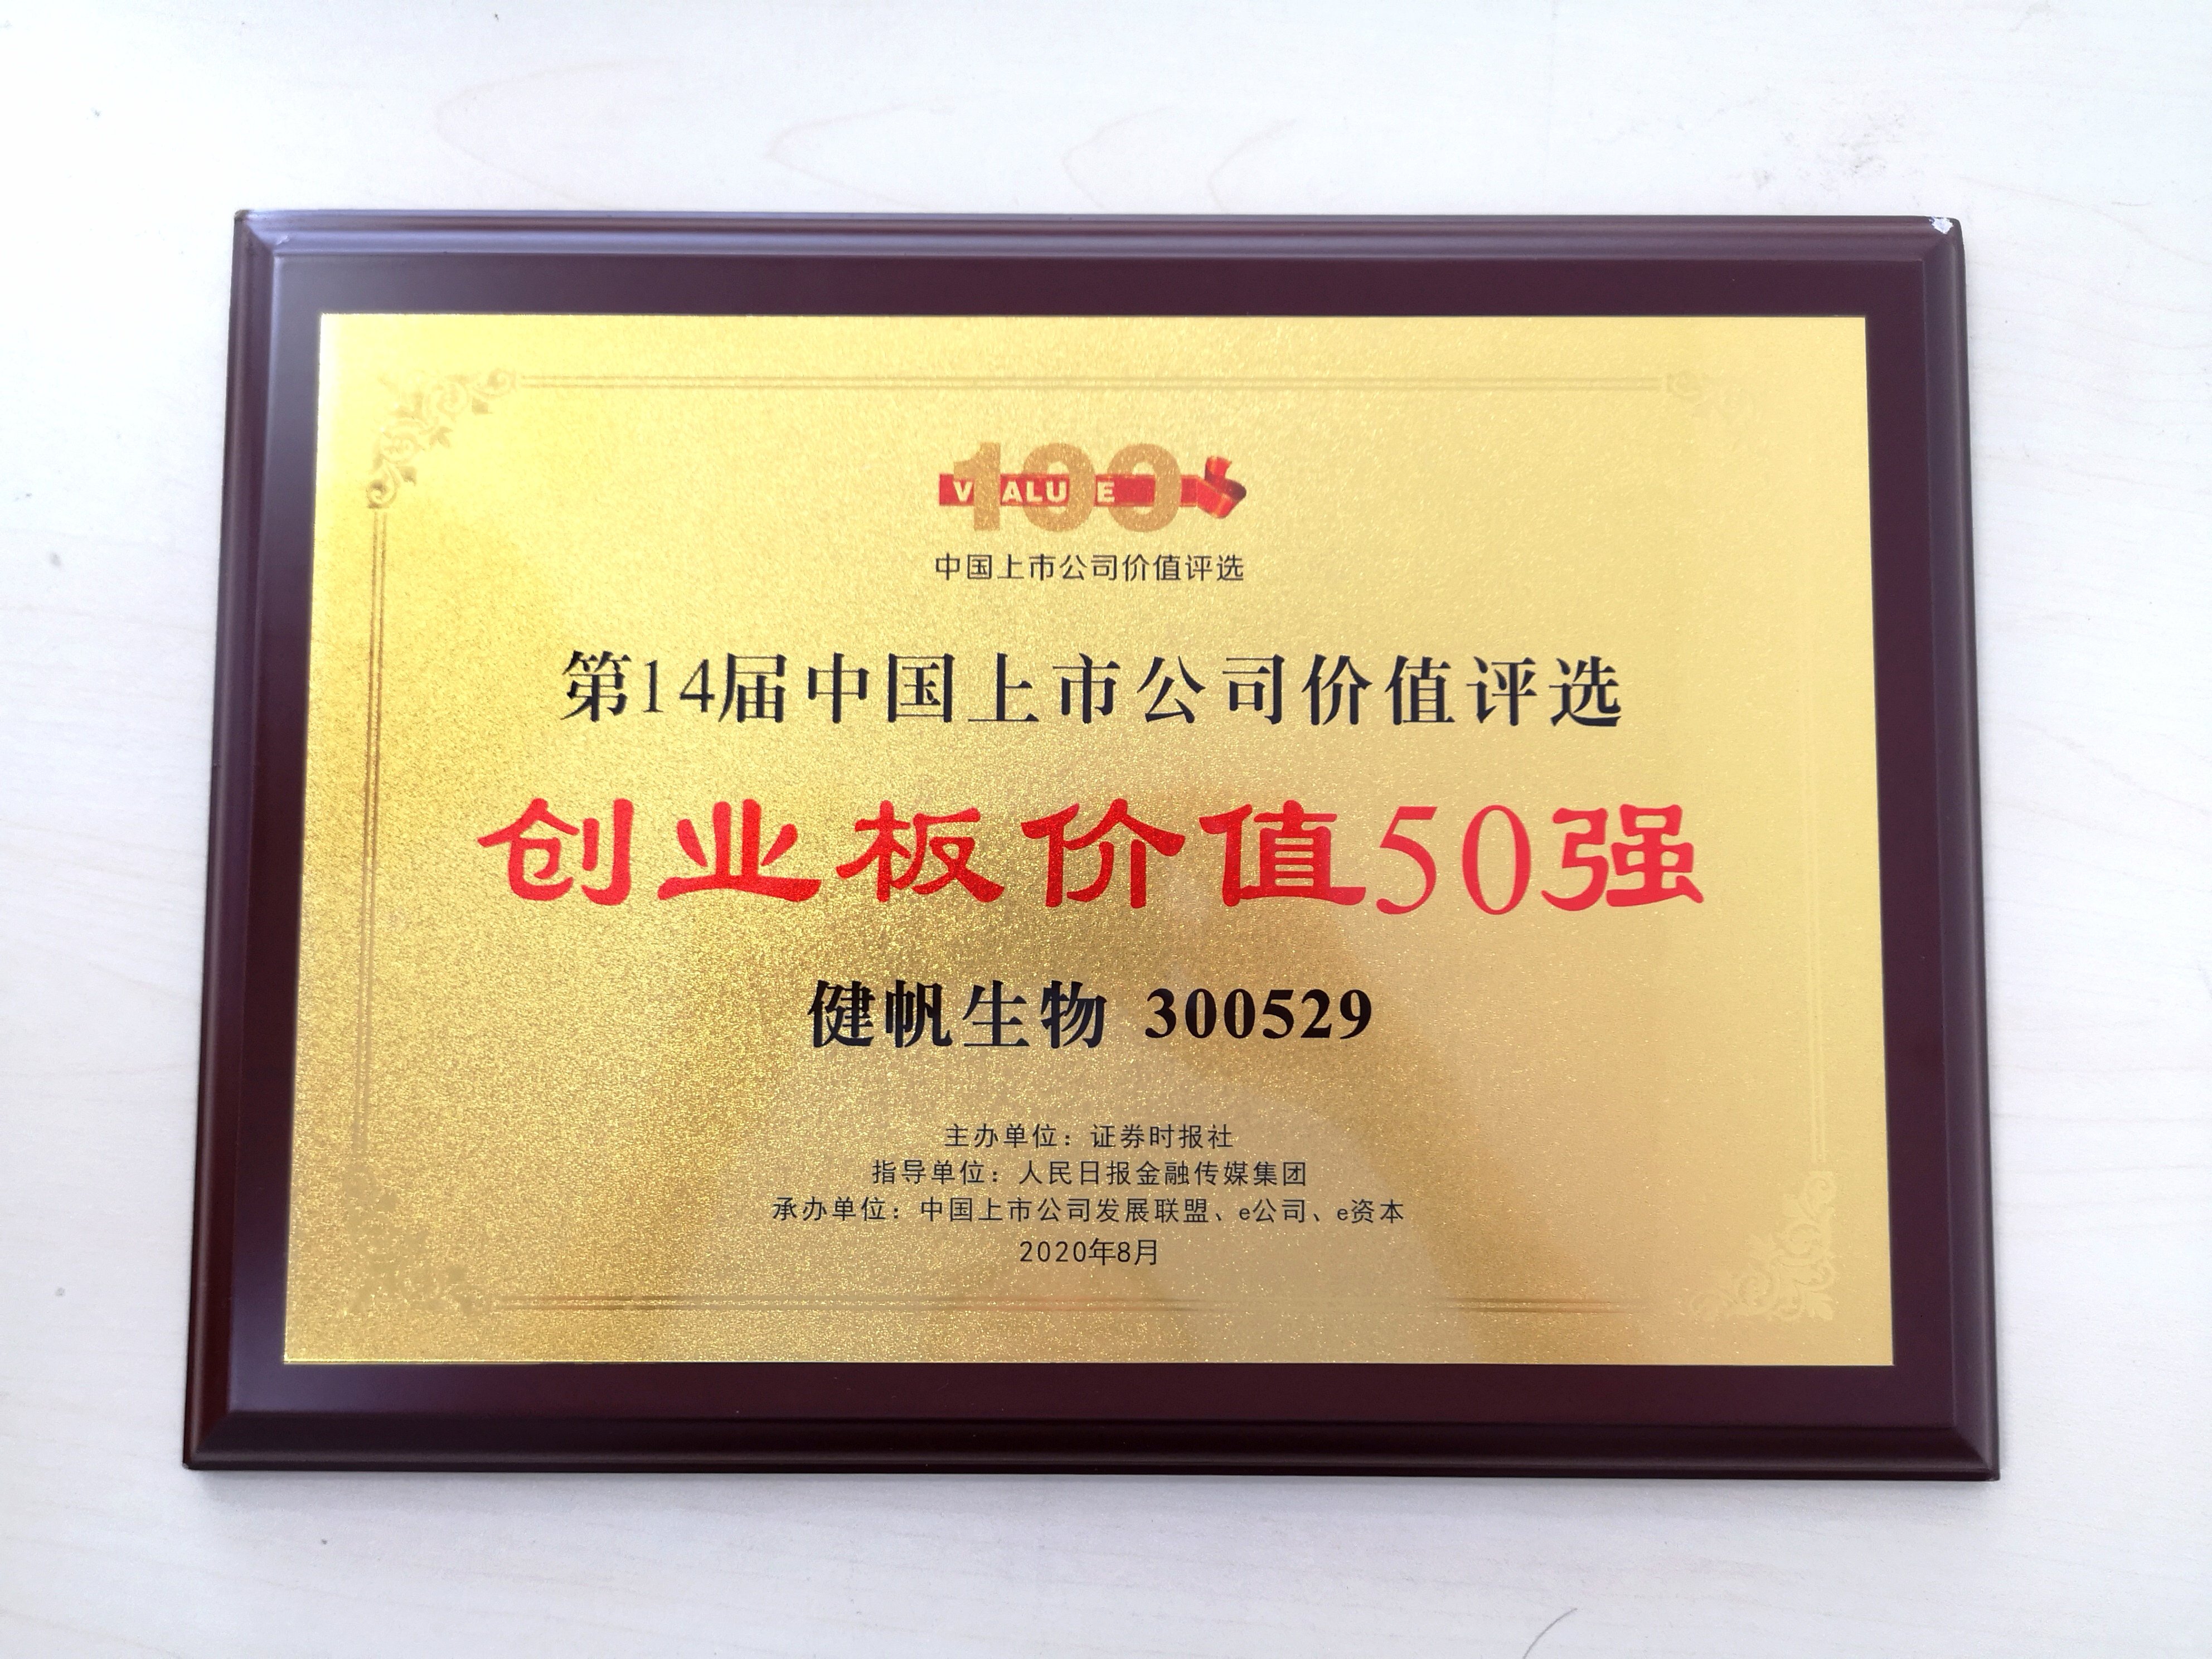 100
VALUE
中国上市公司价值评选
第14届中国上市公司价值评选
创业板价值50强
健帆生物 300529
主办单位：证券时报社
指导单位：人民日报金融传媒集团
承办单位：中国上市公司发展联盟、e公司、e资本
2020年8月